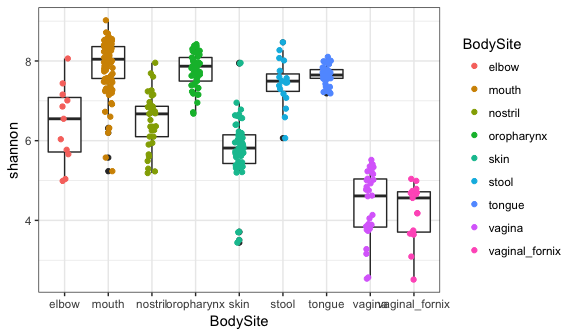 shannon
8
6
4
elbow mouth nostril oropharynx skin stool tongue vagina vaginal_fornix
BodySite
BodySite
elbow
mouth
nostril
oropharynx
skin
stool
tongue
vagina
vaginal_fornix